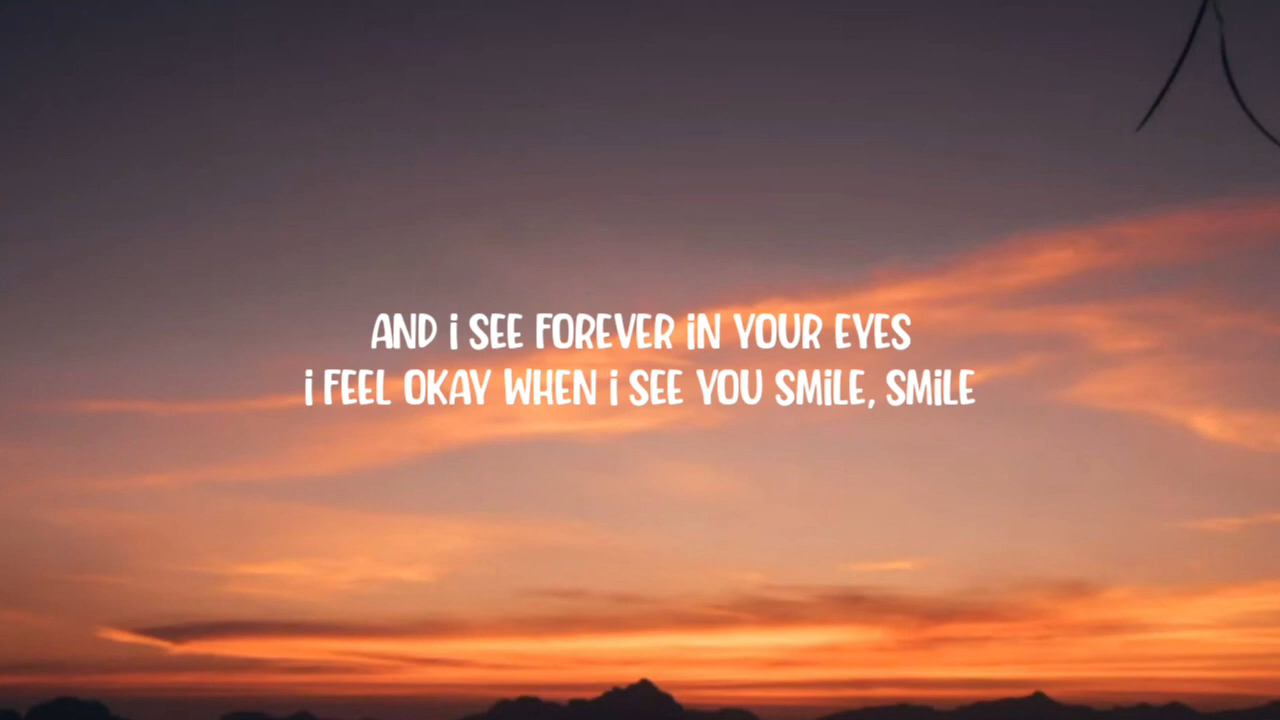 AND i SEE FOREVER iN YOUR EYES
i FEEL OKAY WHEN i SEE YOU SMiLE, SMiLE